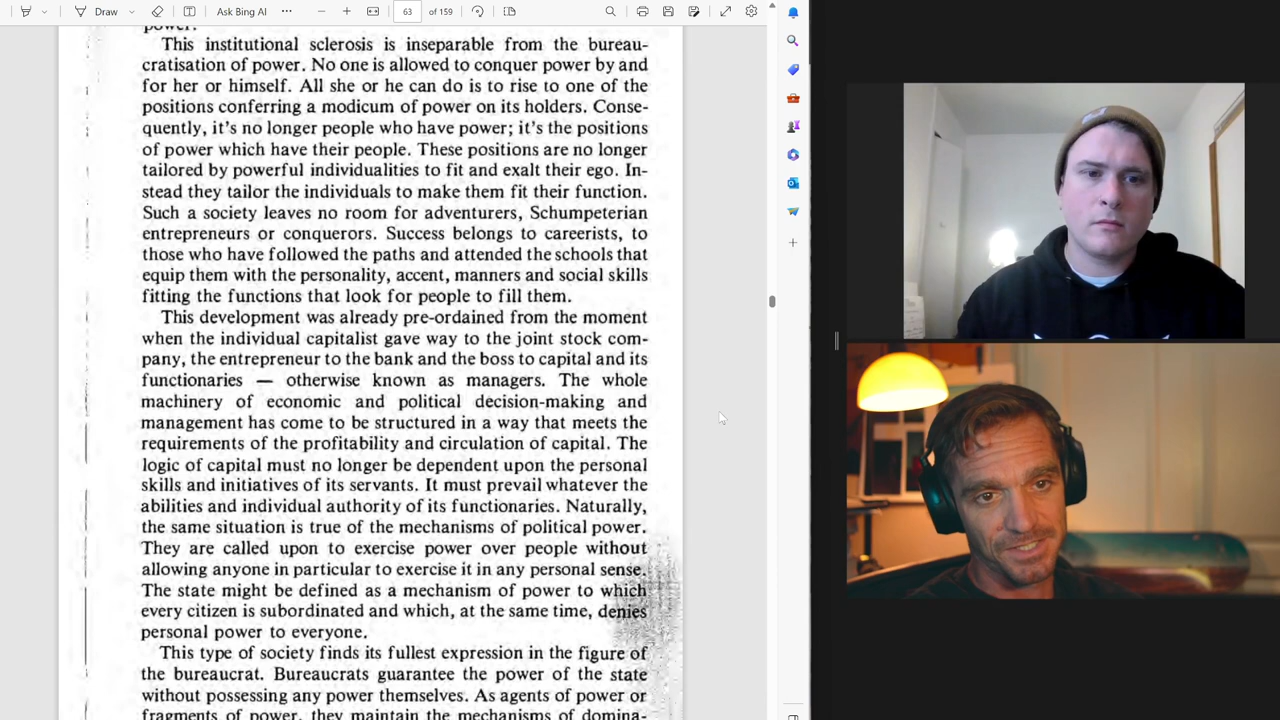 Draw
Ask Bing AI
63
of 159
power.
This institutional sclerosis is inseparable from the bureau-
cratisation of power. No one is allowed to conquer power by and
for her or himself. All she or he can do is to rise to one of the
positions conferring a modicum of power on its holders. Conse-
quently, it's no longer people who have power; it's the positions
of power which have their people. These positions are no longer
tailored by powerful individualities to fit and exalt their ego. In-
stead they tailor the individuals to make them fit their function.
Such a society leaves no room for adventurers, Schumpeterian
entrepreneurs or conquerors. Success belongs to careerists, to
those who have followed the paths and attended the schools that
equip them with the personality, accent, manners and social skills
fitting the functions that look for people to fill them.
This development was already pre-ordained from the moment
when the individual capitalist gave way to the joint stock com-
pany, the entrepreneur to the bank and the boss to capital and its
functionaries — otherwise known as managers. The whole
machinery of economic and political decision-making and
management has come to be structured in a way that meets the
requirements of the profitability and circulation of capital. The
logic of capital must no longer be dependent upon the personal
skills and initiatives of its servants. It must prevail whatever the
abilities and individual authority of its functionaries. Naturally,
the same situation is true of the mechanisms of political power.
They are called upon to exercise power over people without
allowing anyone in particular to exercise it in any personal sense.
The state might be defined as a mechanism of power to which
every citizen is subordinated and which, at the same time, denies
personal power to everyone.
This type of society finds its fullest expression in the figure of
the bureaucrat. Bureaucrats guarantee the power of the state
without possessing any power themselves. As agents of power or
fragments of power, they maintain the mechanisms of domina-